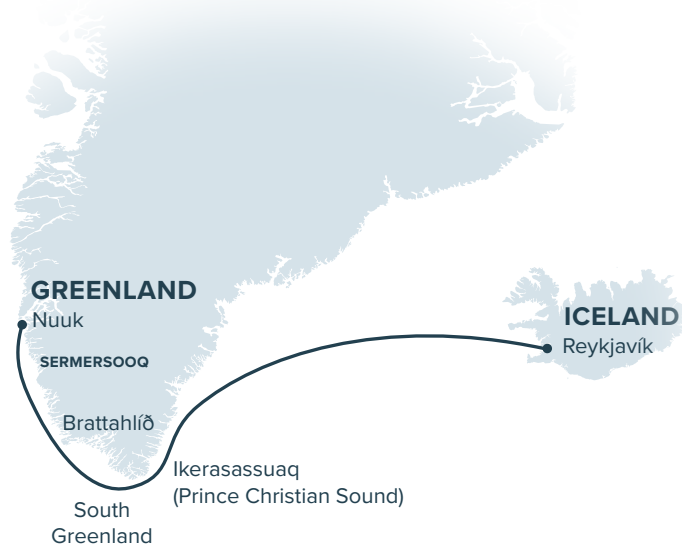 GREENLAND
Nuuk
ICELAND
Reykjavík
SERMERSOOQ
Brattahlíð
Ikerasassuaq
(Prince Christian Sound)
South
Greenland